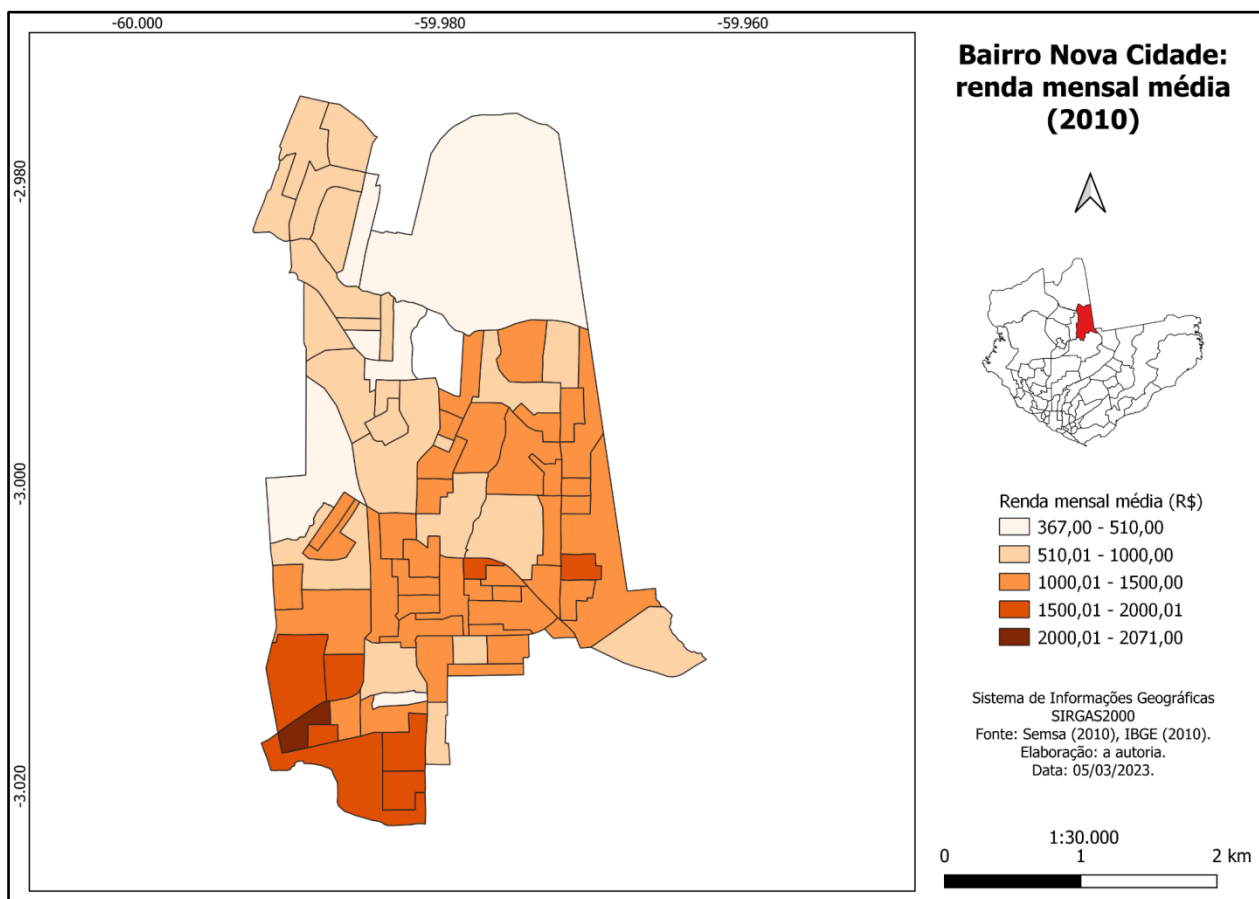 -60.000
-59.980
-59.960
-2.980
-3.000
-3.020
Bairro Nova Cidade:
renda mensal média
(2010)
Renda mensal média (R$)
367,00 - 510,00
510,01 - 1000,00
1000,01 - 1500,00
1500,01 - 2000,01
2000,01 - 2071,00
Sistema de Informações Geográficas
SIRGAS2000
Fonte: Semsa (2010), IBGE (2010).
Elaboração: a autoria.
Data: 05/03/2023.
1:30.000
0 1 2 km